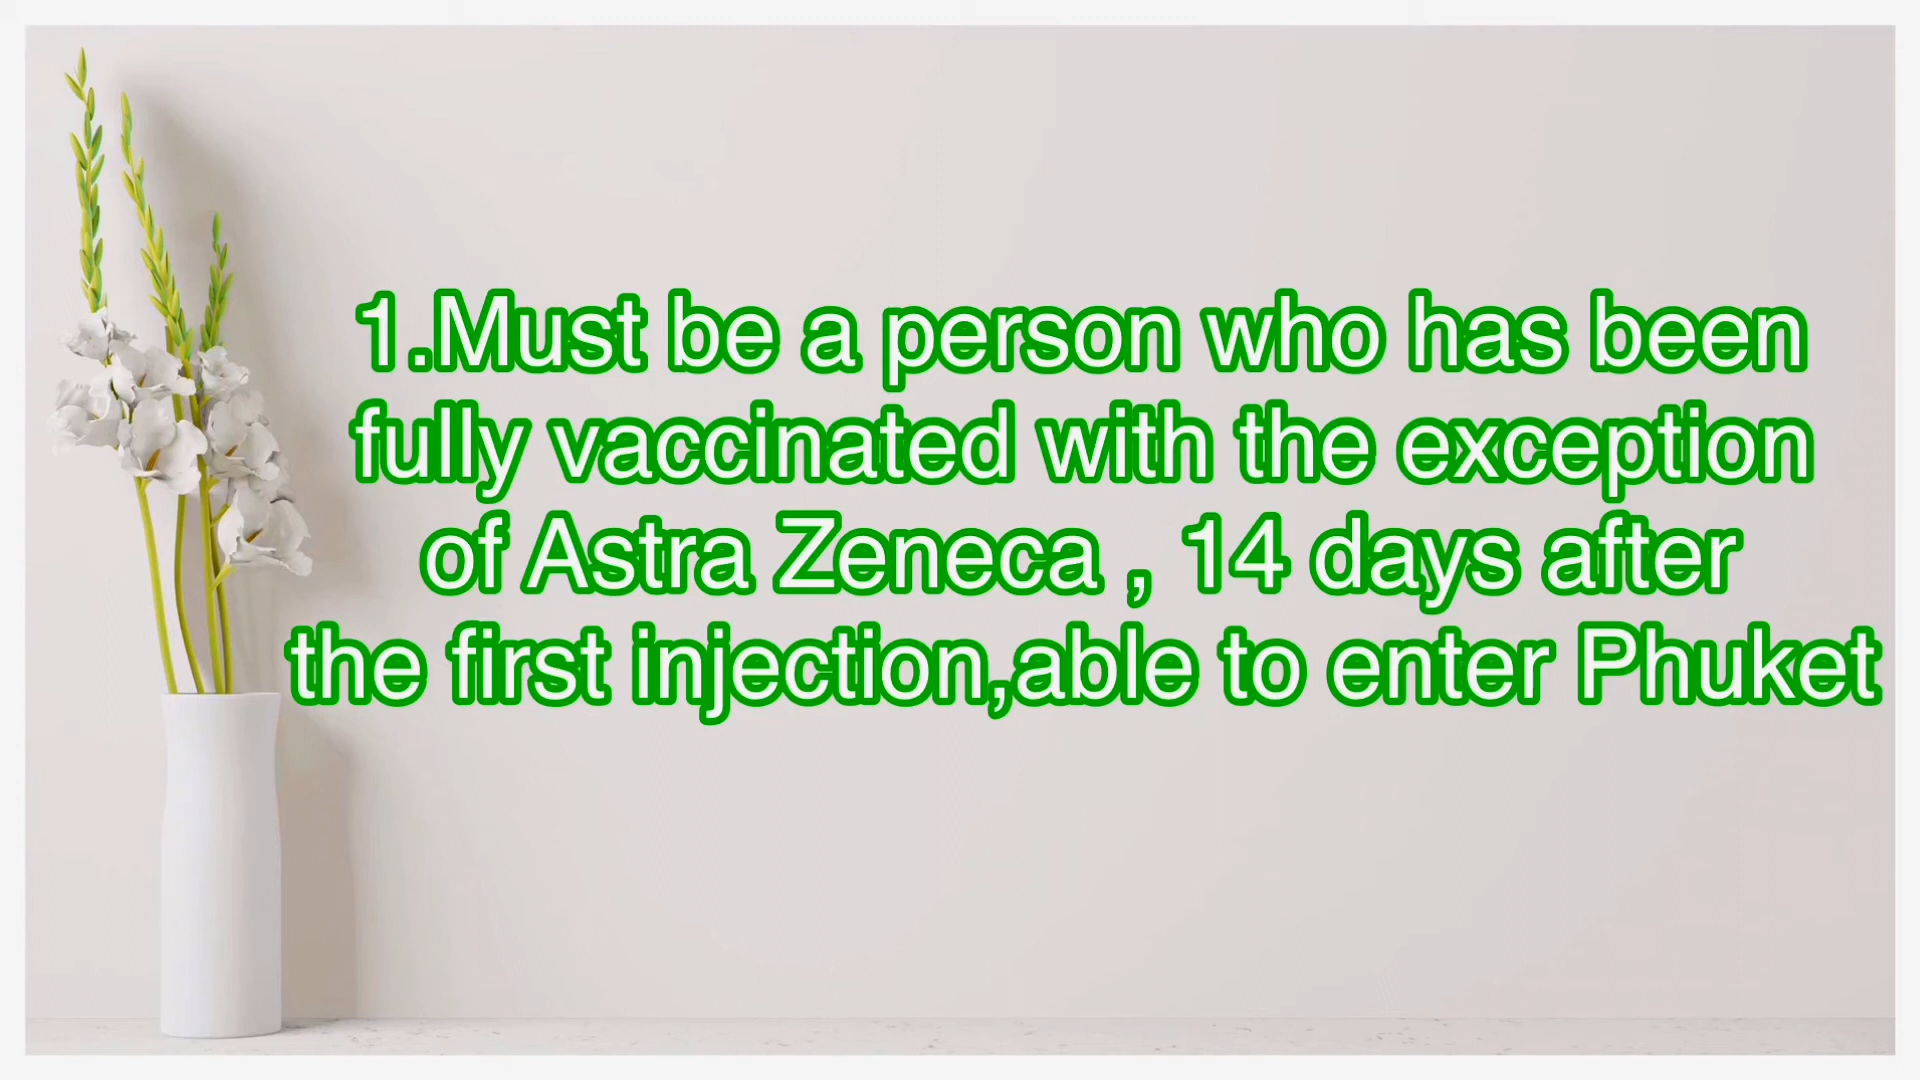 1.Must be a person who has been
fully vaccinated with the exception
of Astra Zeneca , 14 days after
the first injection,able to enter Phuket